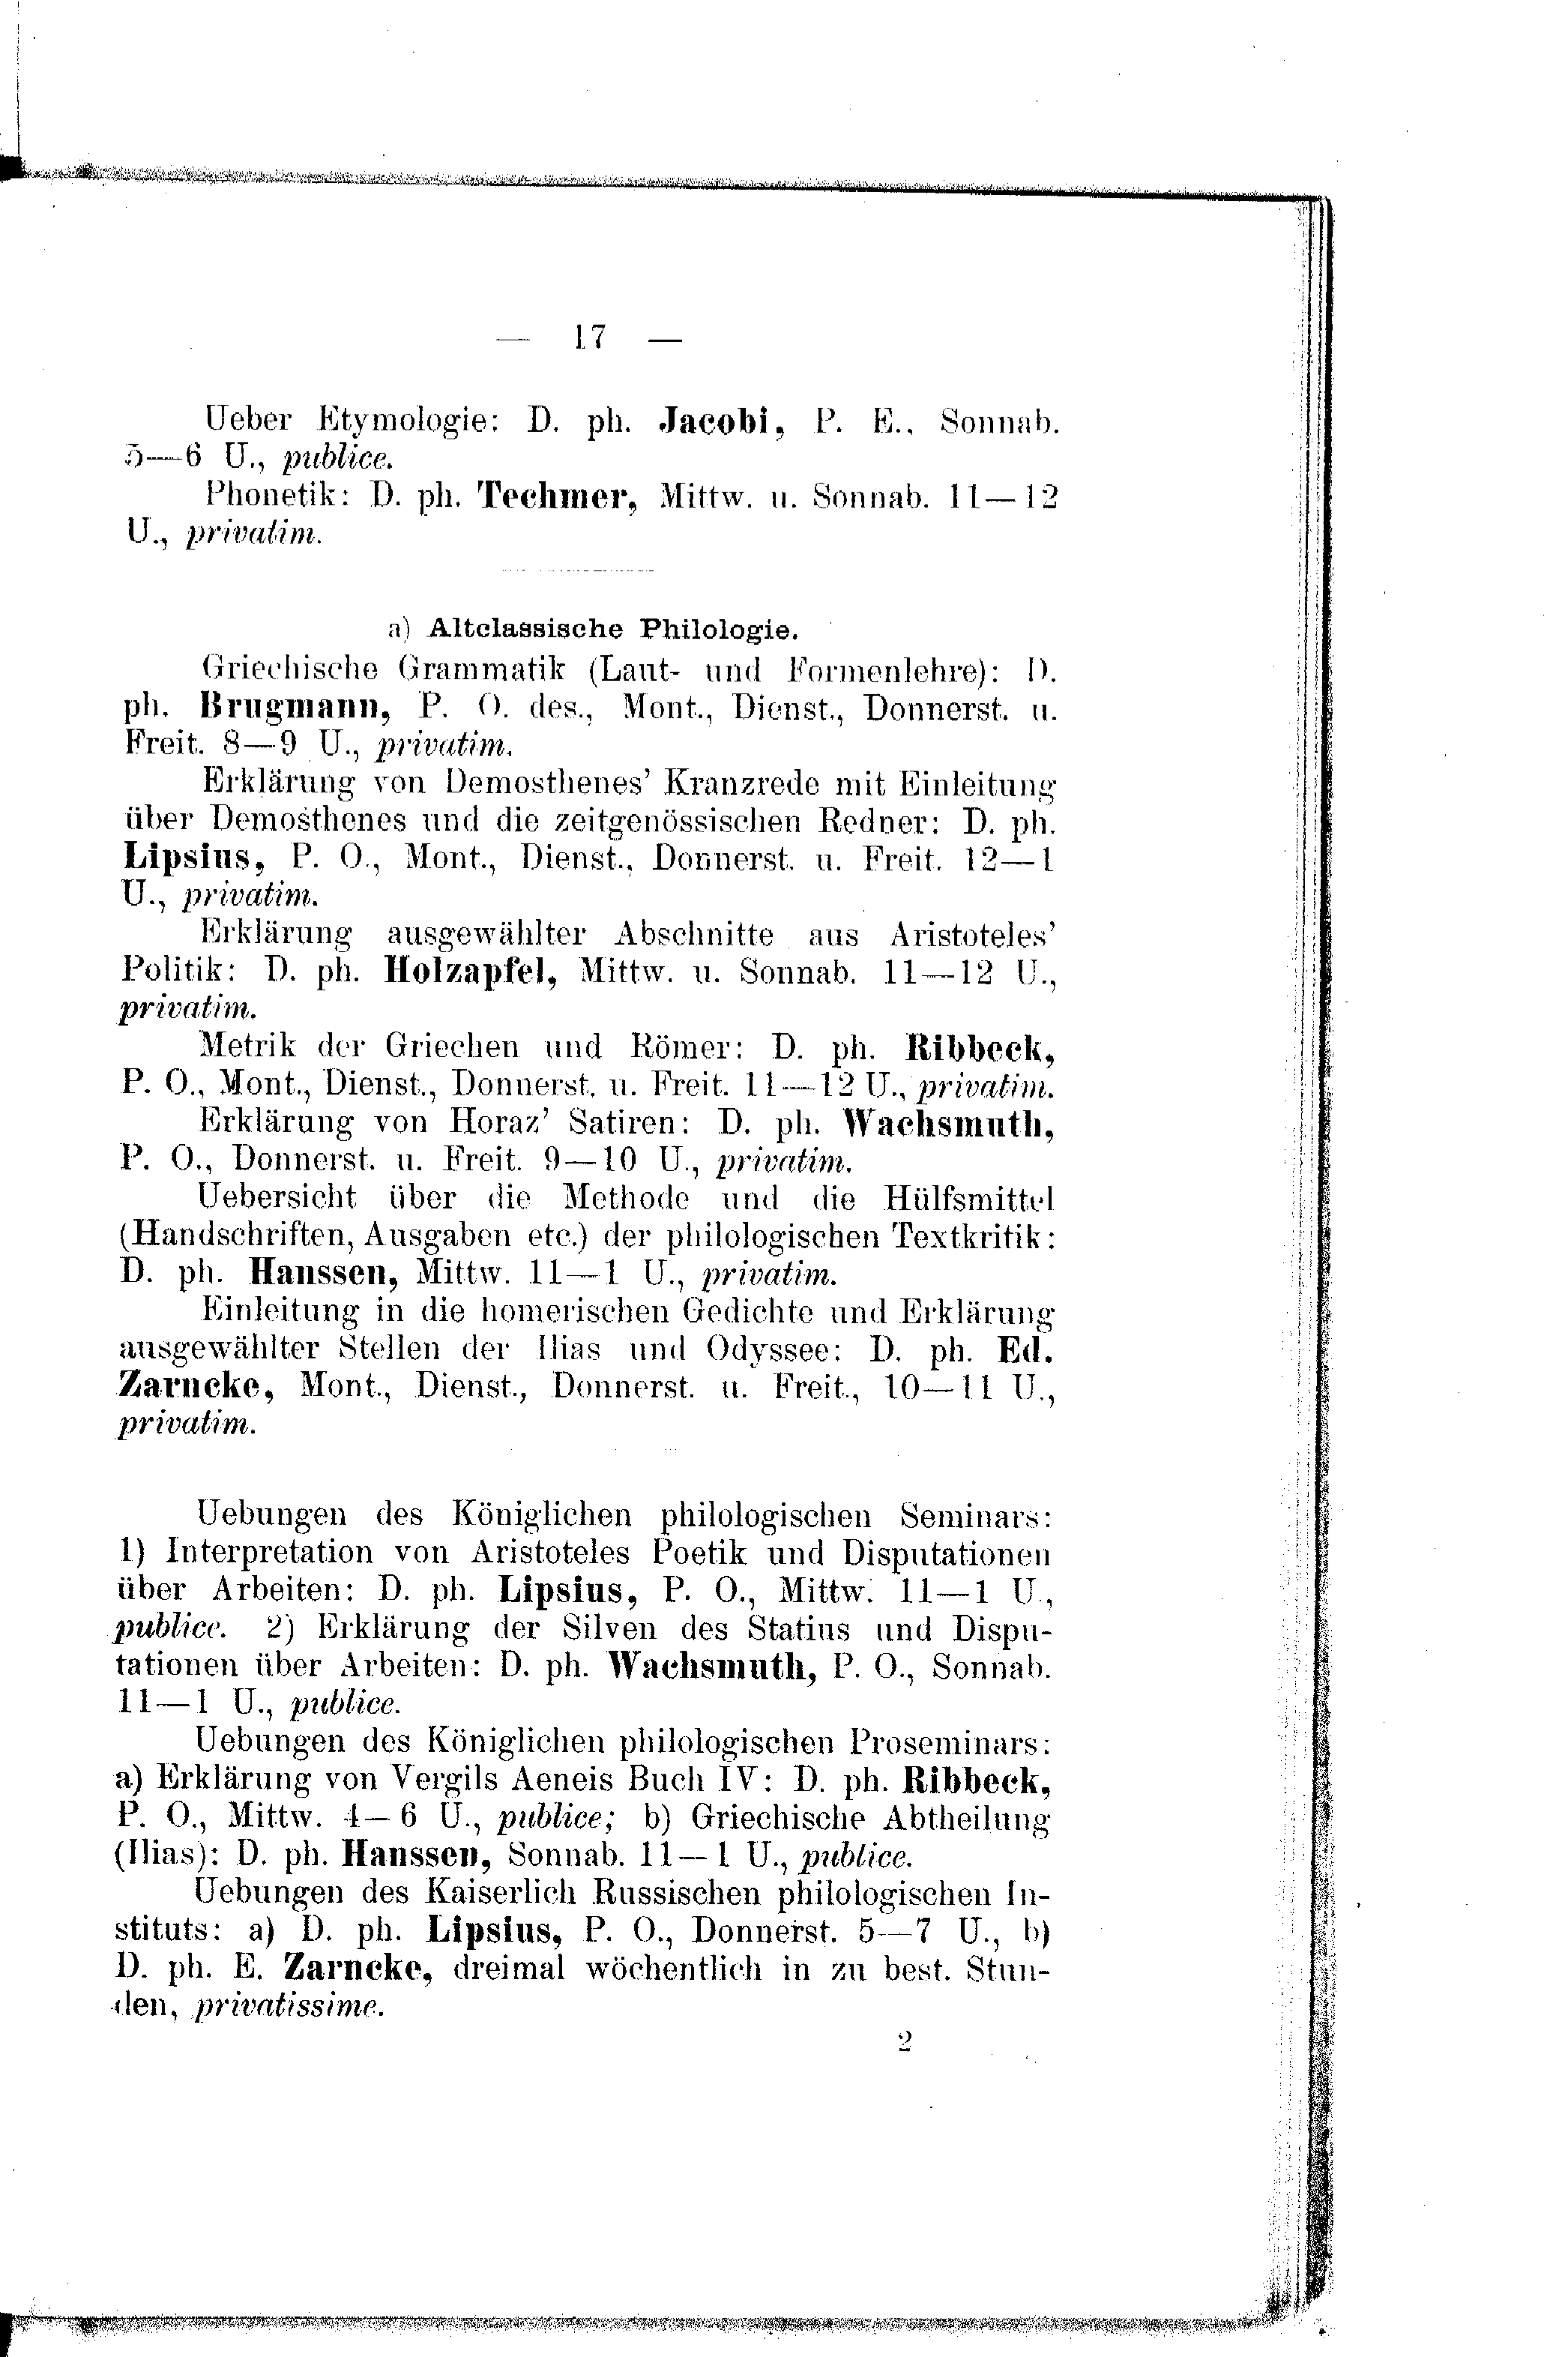 — 17 —
Ueber Etymologie: D. ph. Jacobi, P. E., Sonnab.
5—6 U., publice.
Phonetik: D. ph. Techmer, Mittw. u. Sonnab. 11—12
U., privatim.
a) Altclassische Philologie.
Griechische Grammatik (Laut- und Formenlehre): D.
ph. Brugmann, P. O. des., Mont., Dienst., Donnerst. u.
Freit. 8—9 U., privatim.
Erklärung von Demosthenes' Kranzrede mit Einleitung
über Demosthenes und die zeitgenössischen Redner: D. ph.
Lipsius, P. O., Mont., Dienst., Donnerst. u. Freit. 12—1
U., privatim.
Erklärung ausgewählter Abschnitte aus Aristoteles'
Politik: D. ph. Holzapfel, Mittw. u. Sonnab. 11—12 U.,
privatim.
Metrik der Griechen und Römer: D. ph. Ribbeck,
P. O., Mont., Dienst., Donnerst. u. Freit. 11—12 U., privatim.
Erklärung von Horaz' Satiren: D. ph. Wachsmuth,
P. O., Donnerst. u. Freit. 9—10 U., privatim.
Uebersicht über die Methode und die Hülfsmittel
(Handschriften, Ausgaben etc.) der philologischen Textkritik:
D. ph. Hanssen, Mittw. 11—1 U., privatim.
Einleitung in die homerischen Gedichte und Erklärung
ausgewählter Stellen der Ilias und Odyssee: D. ph. Ed.
Zarncke, Mont., Dienst., Donnerst. u. Freit., 10—11 U.,
privatim.
Uebungen des Königlichen philologischen Seminars:
1) Interpretation von Aristoteles Poetik und Disputationen
über Arbeiten: D. ph. Lipsius, P. O., Mittw. 11—1 U.,
publice. 2) Erklärung der Silven des Statius und Dispu-
tationen über Arbeiten: D. ph. Wachsmuth, P. O., Sonnab.
11—1 U., publice.
Uebungen des Königlichen philologischen Proseminars:
a) Erklärung von Vergils Aeneis Buch IV: D. ph. Ribbeck,
P. O., Mittw. 4—6 U., publice; b) Griechische Abtheilung
(Ilias): D. ph. Hanssen, Sonnab. 11—1 U., publice.
Uebungen des Kaiserlich Russischen philologischen In-
stituts: a) D. ph. Lipsius, P. O., Donnerst. 5—7 U., b)
D. ph. E. Zarncke, dreimal wöchentlich in zu best. Stun-
den, privatissime.
2